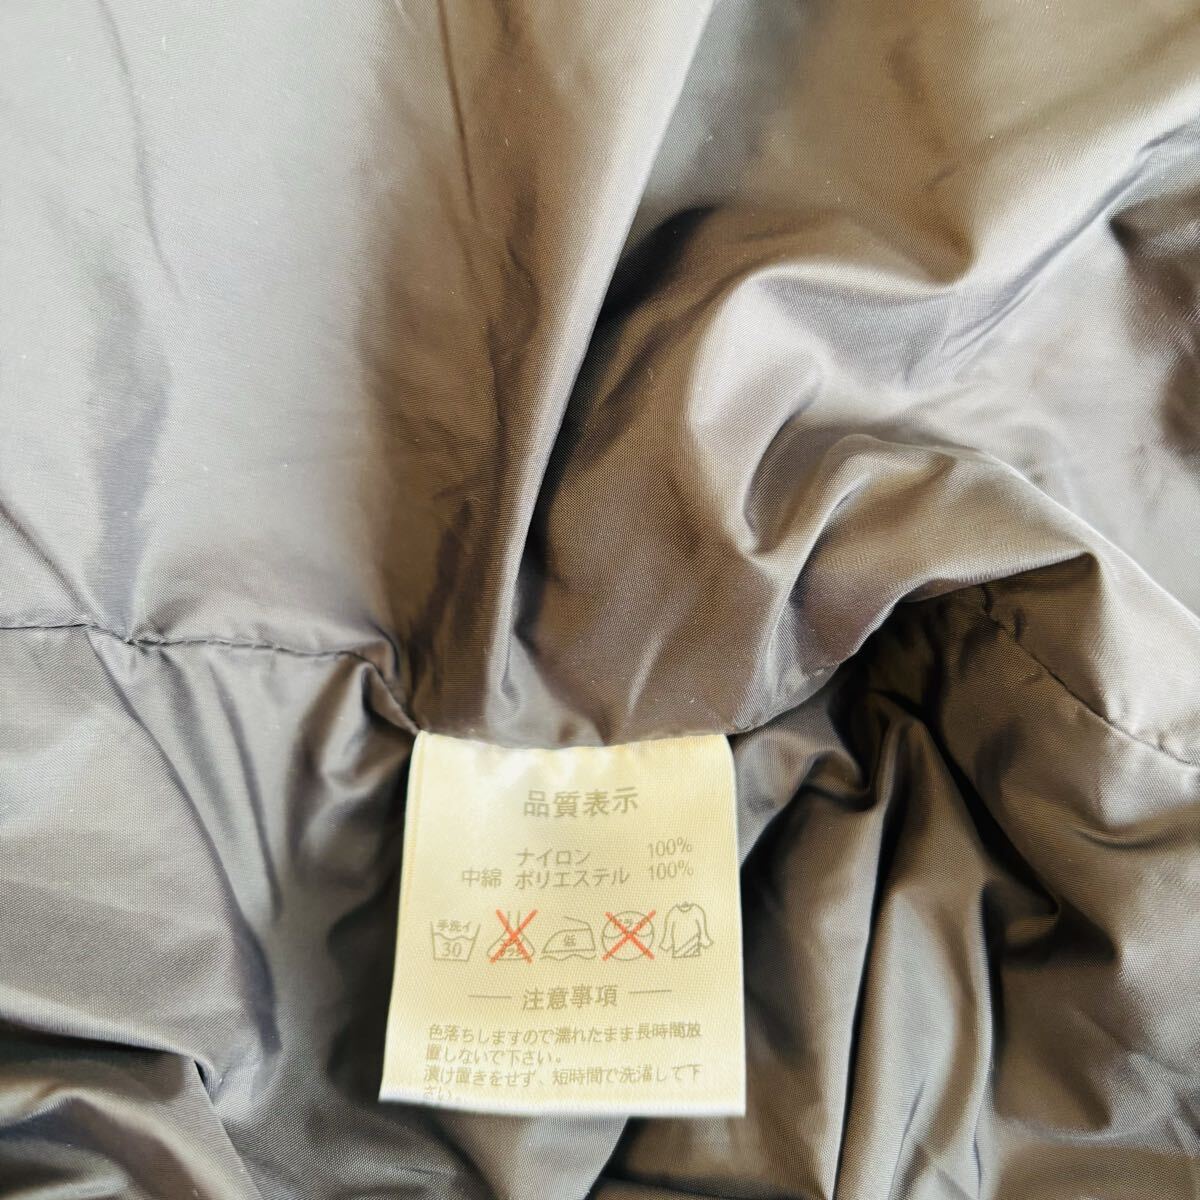 品質表示
ナイロン 100%
中綿 ポリエステル 100%
手洗イ
30
低
注意事項
色落ちしますので濡れたまま長時間放
置しないで下さい。
漬け置きをせず、短時間で洗濯して下
さい。